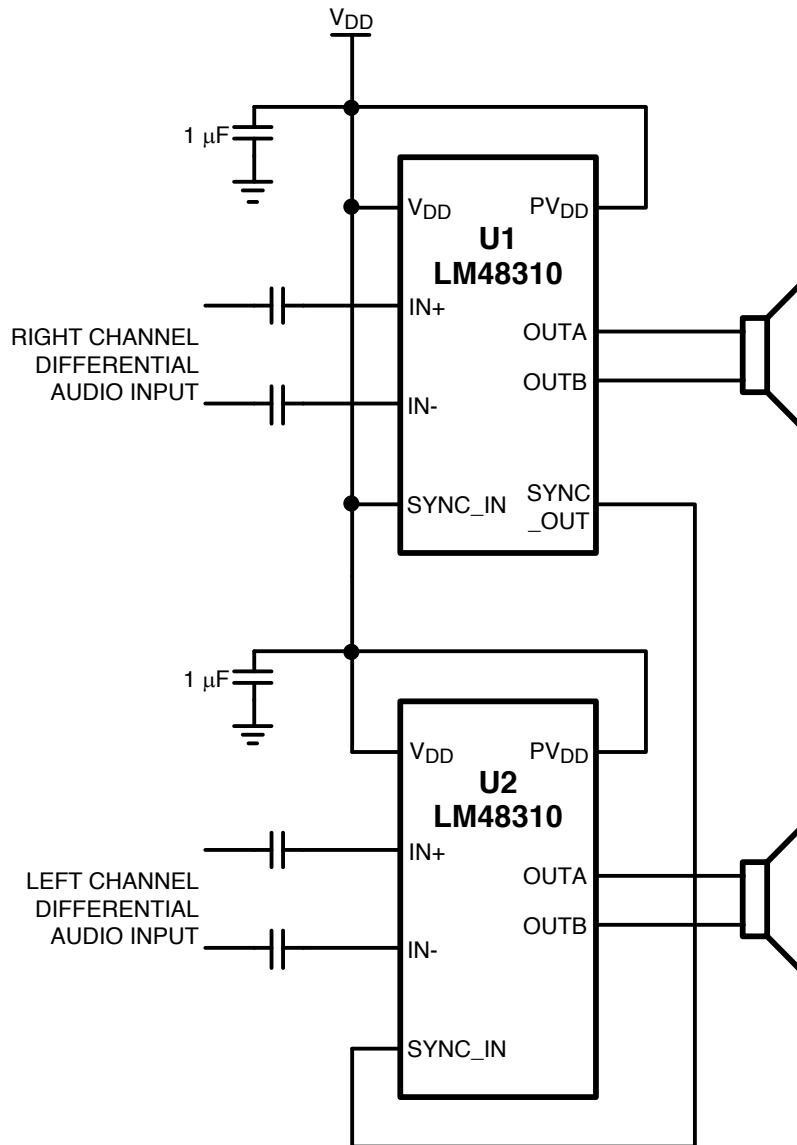 VDD
1 μF
VDD
PVDD
U1
LM48310
IN+
RIGHT CHANNEL
DIFFERENTIAL
AUDIO INPUT
OUTA
OUTB
IN-
SYNC_IN
SYNC
_OUT
1 μF
VDD
PVDD
U2
LM48310
IN+
LEFT CHANNEL
DIFFERENTIAL
AUDIO INPUT
OUTA
OUTB
IN-
SYNC_IN